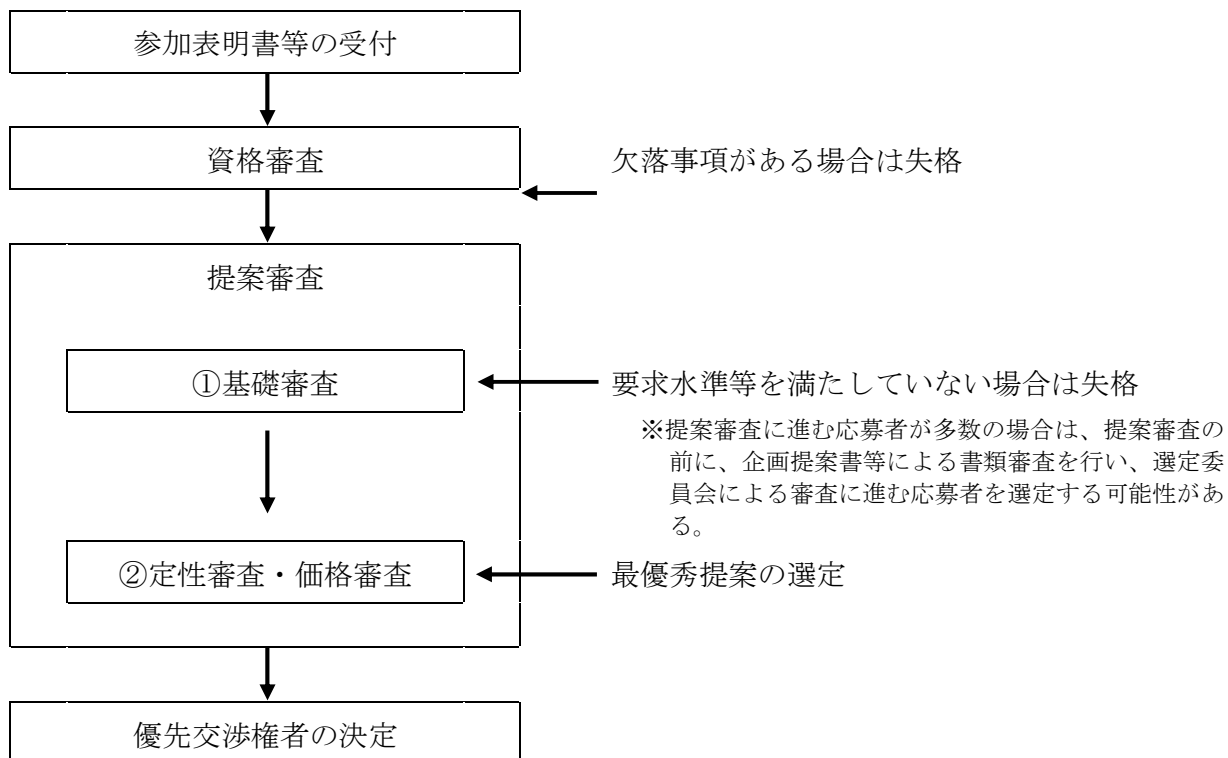 参加表明書等の受付
資格審査
欠落事項がある場合は失格
提案審査
①基礎審査
要求水準等を満たしていない場合は失格
※提案審査に進む応募者が多数の場合は、提案審査の
前に、企画提案書等による書類審査を行い、選定委
員会による審査に進む応募者を選定する可能性があ
る。
②定性審査・価格審査
最優秀提案の選定
優先交渉権者の決定